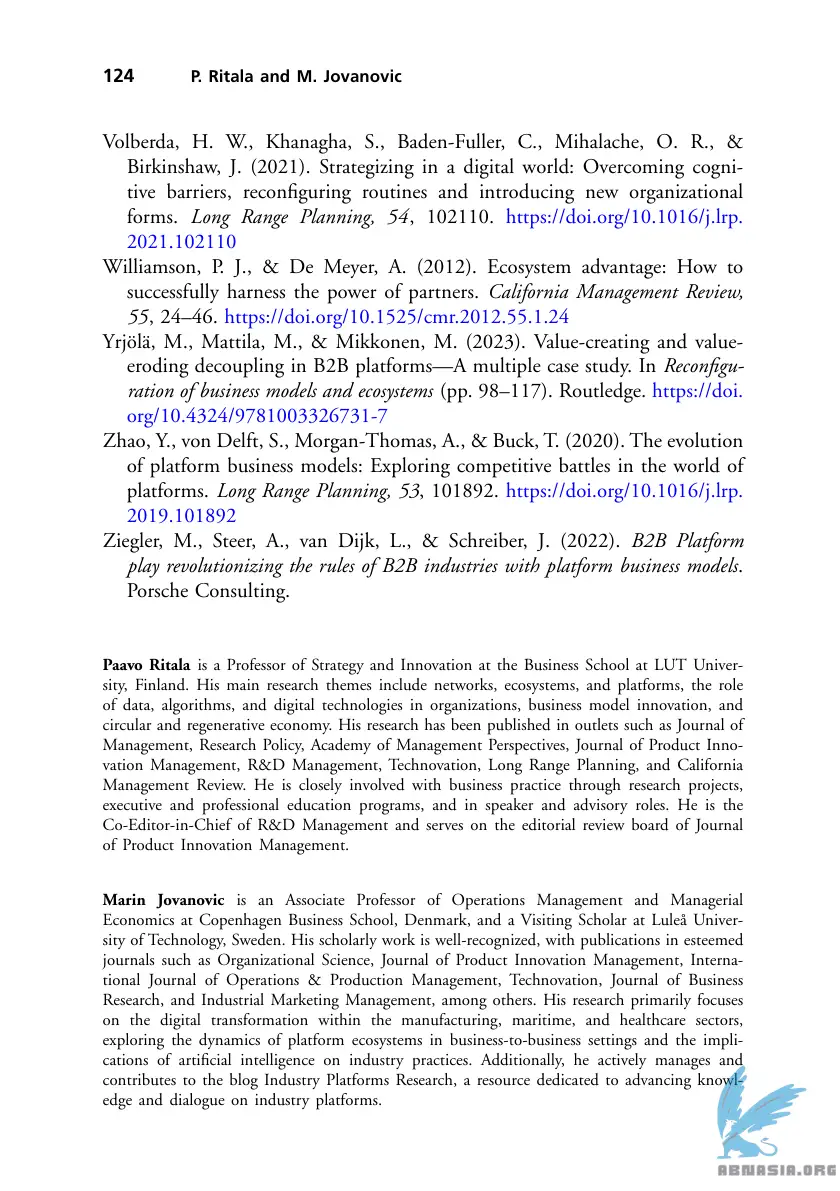 124 P. Ritala and M. Jovanovic
Volberda, H. W., Khanagha, S., Baden-Fuller, C., Mihalache, O. R., &
Birkinshaw, J. (2021). Strategizing in a digital world: Overcoming cogni-
tive barriers, reconfiguring routines and introducing new organizational
forms. Long Range Planning, 54, 102110. https://doi.org/10.1016/j.lrp.
2021.102110
Williamson, P. J., & De Meyer, A. (2012). Ecosystem advantage: How to
successfully harness the power of partners. California Management Review,
55, 24–46. https://doi.org/10.1525/cmr.2012.55.1.24
Yrjölä, M., Mattila, M., & Mikkonen, M. (2023). Value-creating and value-
eroding decoupling in B2B platforms—A multiple case study. In Reconfigu-
ration of business models and ecosystems (pp. 98–117). Routledge. https://doi.
org/10.4324/9781003326731-7
Zhao, Y., von Delft, S., Morgan-Thomas, A., & Buck, T. (2020). The evolution
of platform business models: Exploring competitive battles in the world of
platforms. Long Range Planning, 53, 101892. https://doi.org/10.1016/j.lrp.
2019.101892
Ziegler, M., Steer, A., van Dijk, L., & Schreiber, J. (2022). B2B Platform
play revolutionizing the rules of B2B industries with platform business models.
Porsche Consulting.
Paavo Ritala is a Professor of Strategy and Innovation at the Business School at LUT Univer-
sity, Finland. His main research themes include networks, ecosystems, and platforms, the role
of data, algorithms, and digital technologies in organizations, business model innovation, and
circular and regenerative economy. His research has been published in outlets such as Journal of
Management, Research Policy, Academy of Management Perspectives, Journal of Product Inno-
vation Management, R&D Management, Technovation, Long Range Planning, and California
Management Review. He is closely involved with business practice through research projects,
executive and professional education programs, and in speaker and advisory roles. He is the
Co-Editor-in-Chief of R&D Management and serves on the editorial review board of Journal
of Product Innovation Management.
Marin Jovanovic is an Associate Professor of Operations Management and Managerial
Economics at Copenhagen Business School, Denmark, and a Visiting Scholar at Luleå Univer-
sity of Technology, Sweden. His scholarly work is well-recognized, with publications in esteemed
journals such as Organizational Science, Journal of Product Innovation Management, Interna-
tional Journal of Operations & Production Management, Technovation, Journal of Business
Research, and Industrial Marketing Management, among others. His research primarily focuses
on the digital transformation within the manufacturing, maritime, and healthcare sectors,
exploring the dynamics of platform ecosystems in business-to-business settings and the impli-
cations of artificial intelligence on industry practices. Additionally, he actively manages and
contributes to the blog Industry Platforms Research, a resource dedicated to advancing knowl-
edge and dialogue on industry platforms.
ABNASIA.ORG